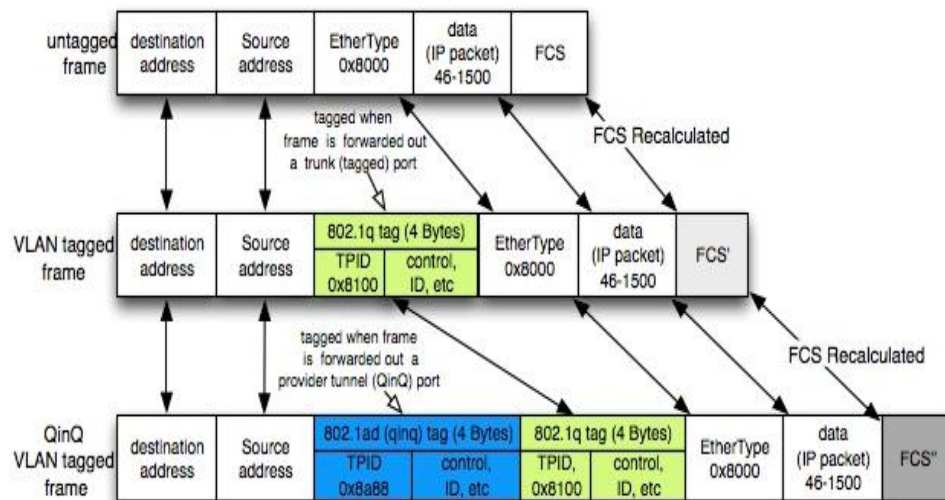 untagged
frame
destination
address
Source
address
EtherType
0x8000
data
(IP packet)
46-1500
FCS
tagged when
frame is forwarded out
a trunk (tagged) port
FCS Recalculated
VLAN tagged
frame
destination
address
Source
address
802.1q tag (4 Bytes)
TPID
0x8100
control,
ID, etc
EtherType
0x8000
data
(IP packet)
46-1500
FCS'
tagged when frame
is forwarded out a
provider tunnel (QinQ) port
FCS Recalculated
QinQ
VLAN tagged
frame
destination
address
Source
address
802.1ad (qinq) tag (4 Bytes)
TPID
0x8a88
control,
ID, etc
802.1q tag (4 Bytes)
TPID,
0x8100
control,
ID, etc
EtherType
0x8000
data
(IP packet)
46-1500
FCS"